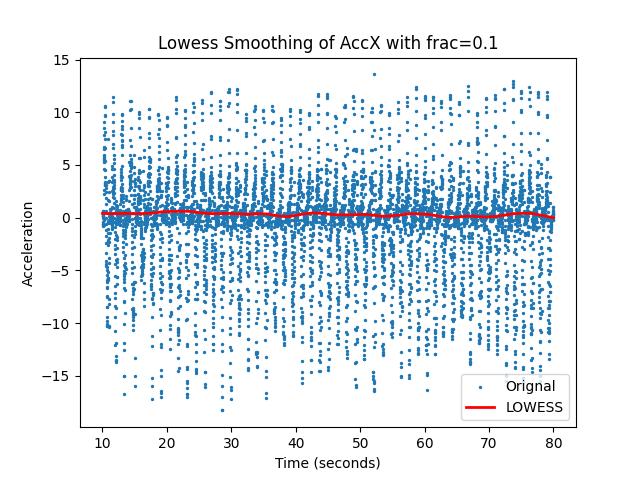 Lowess Smoothing of AccX with frac=0.1
15
10
5
0
−5
−10
−15
Acceleration
10 20 30 40 50 60 70 80
Time (seconds)
Orignal
LOWESS